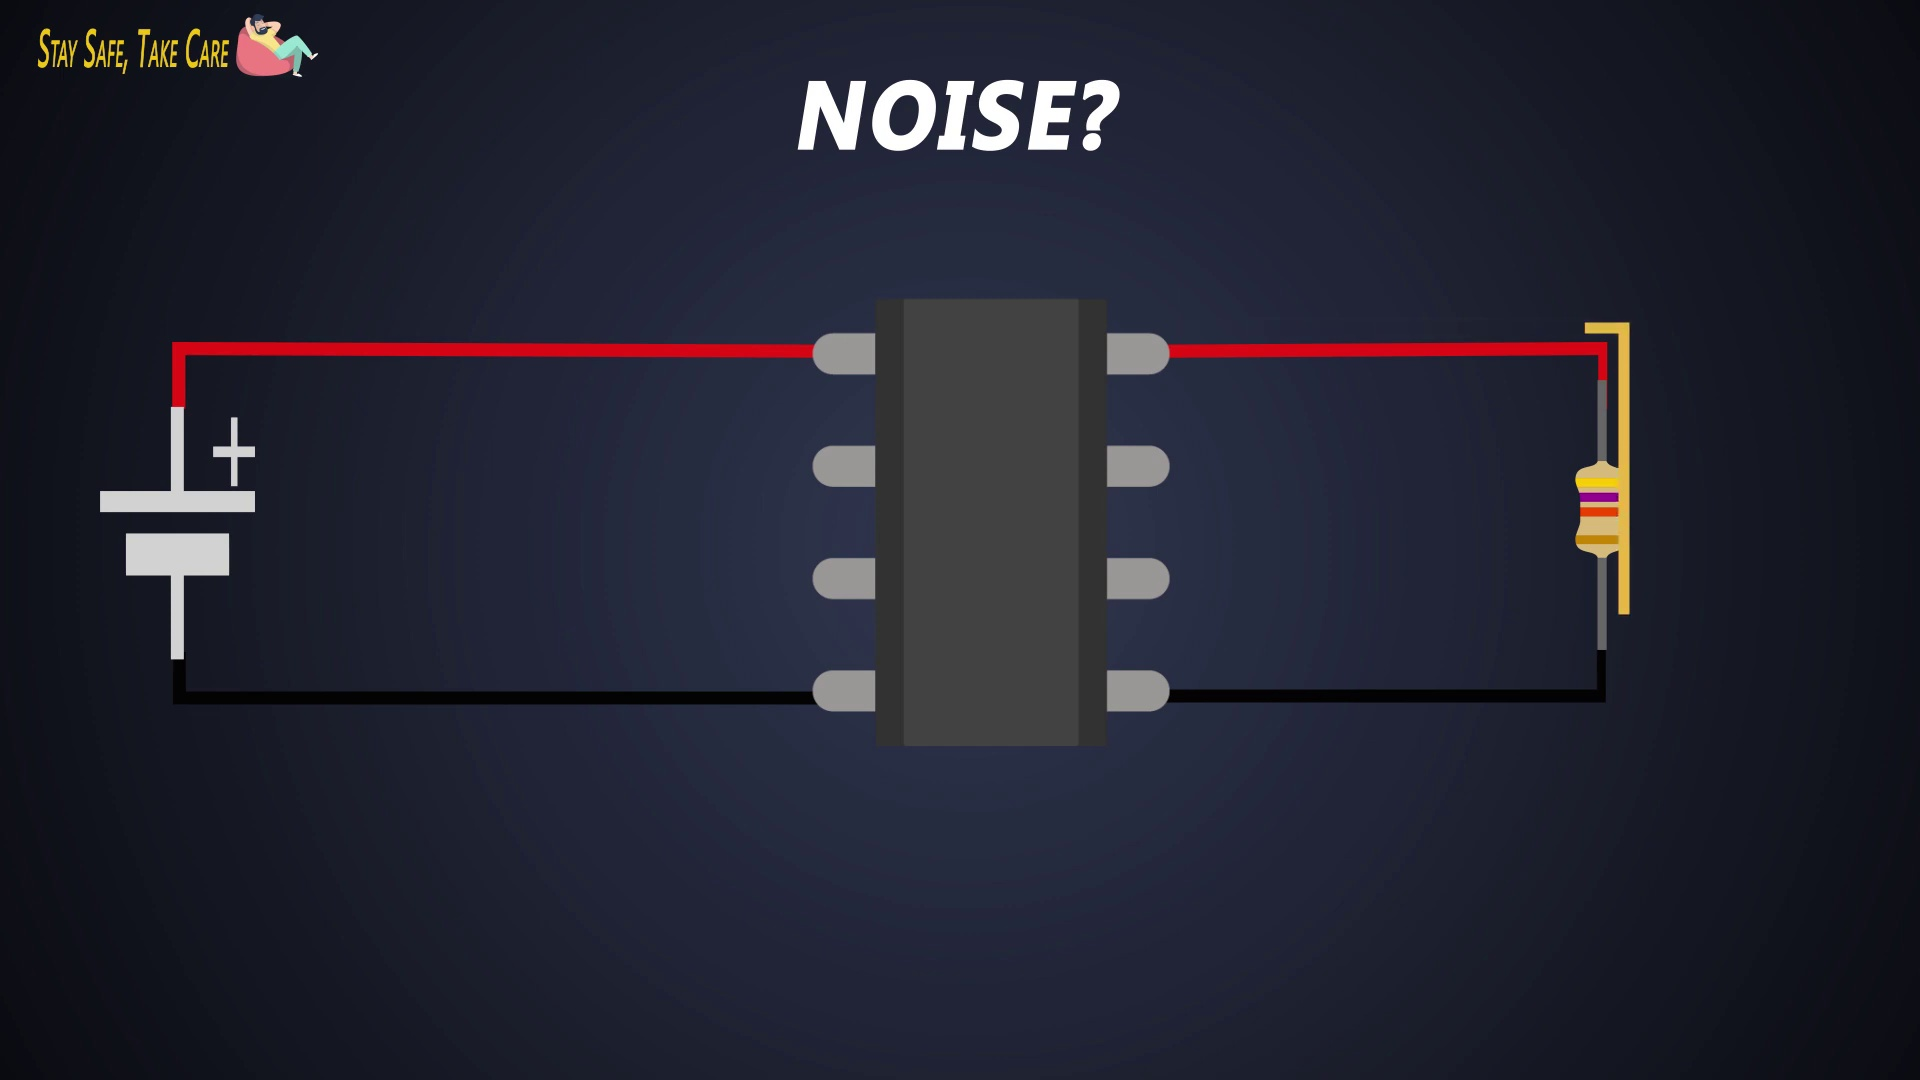 STAY SAFE, TAKE CARE
NOISE?
+